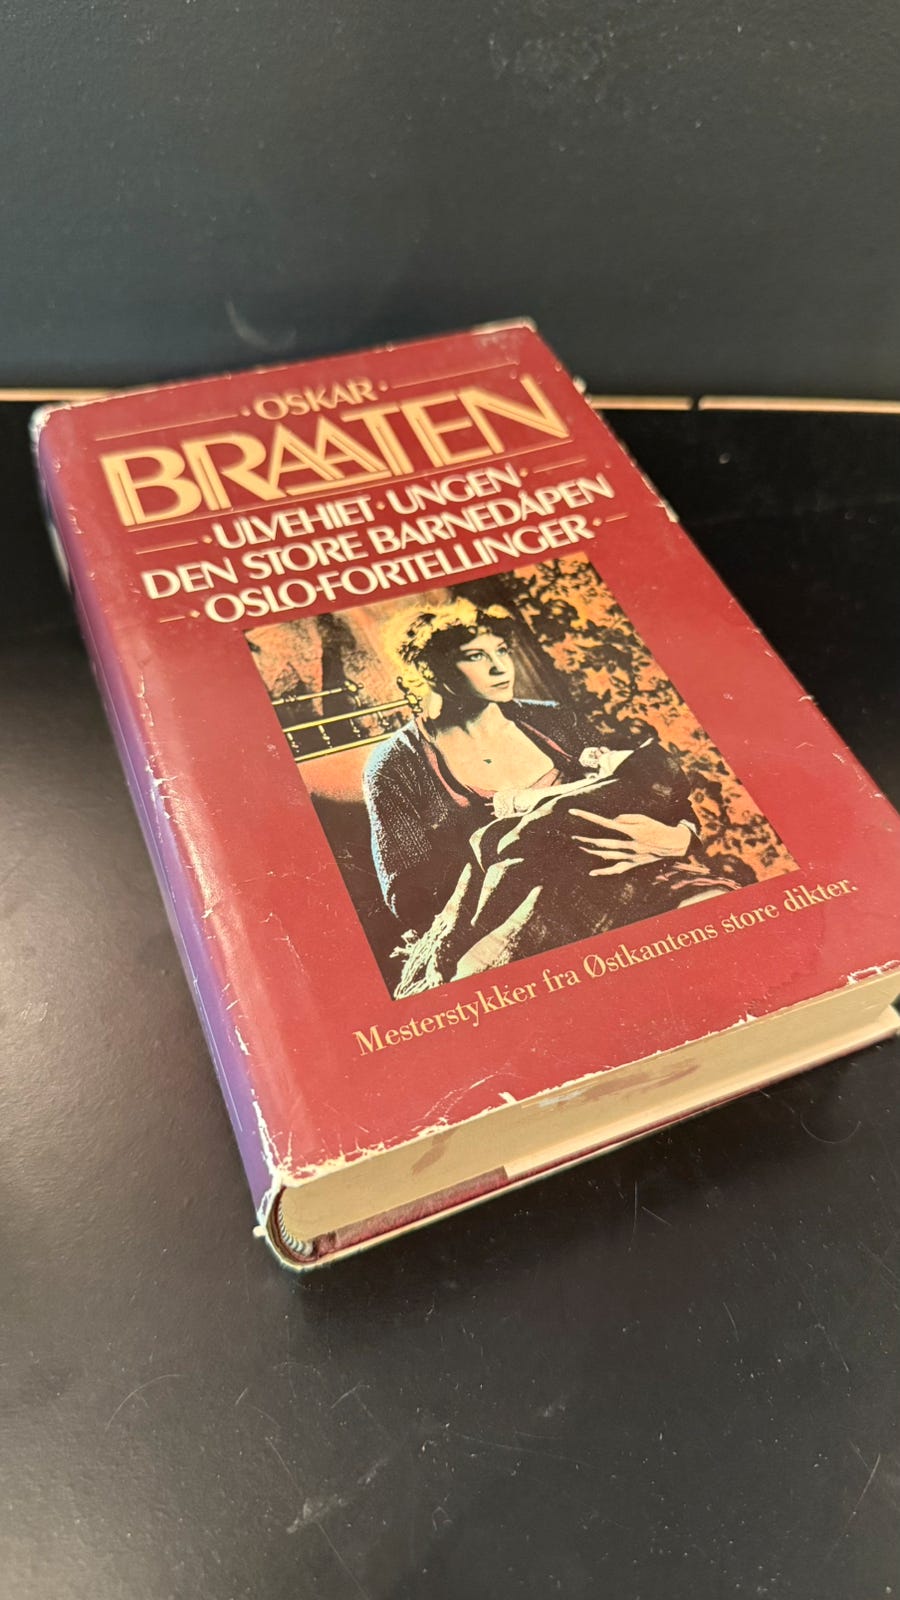 ·OSKAR·
BRAATEN
·ULVEHIET·UNGEN·
DEN STORE BARNEDÅPEN
·OSLO-FORTELLINGER·
Mesterstykker fra Østkantens store dikter.